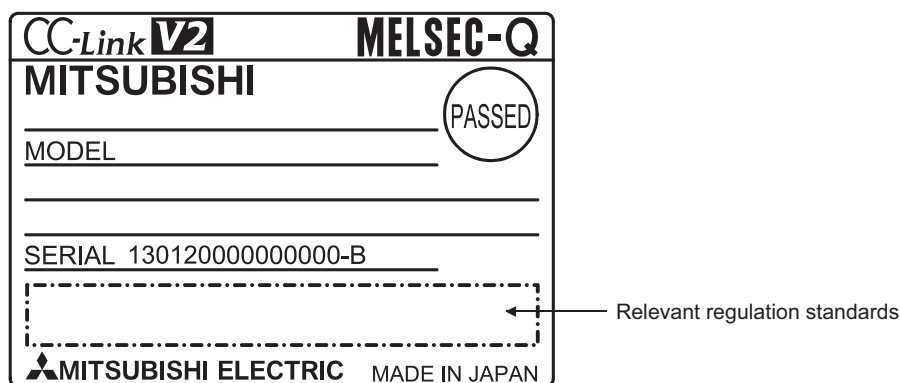 CC-Link V2 MELSEC-Q
MITSUBISHI
PASSED
MODEL
SERIAL 130120000000000-B
Relevant regulation standards
MITSUBISHI ELECTRIC MADE IN JAPAN